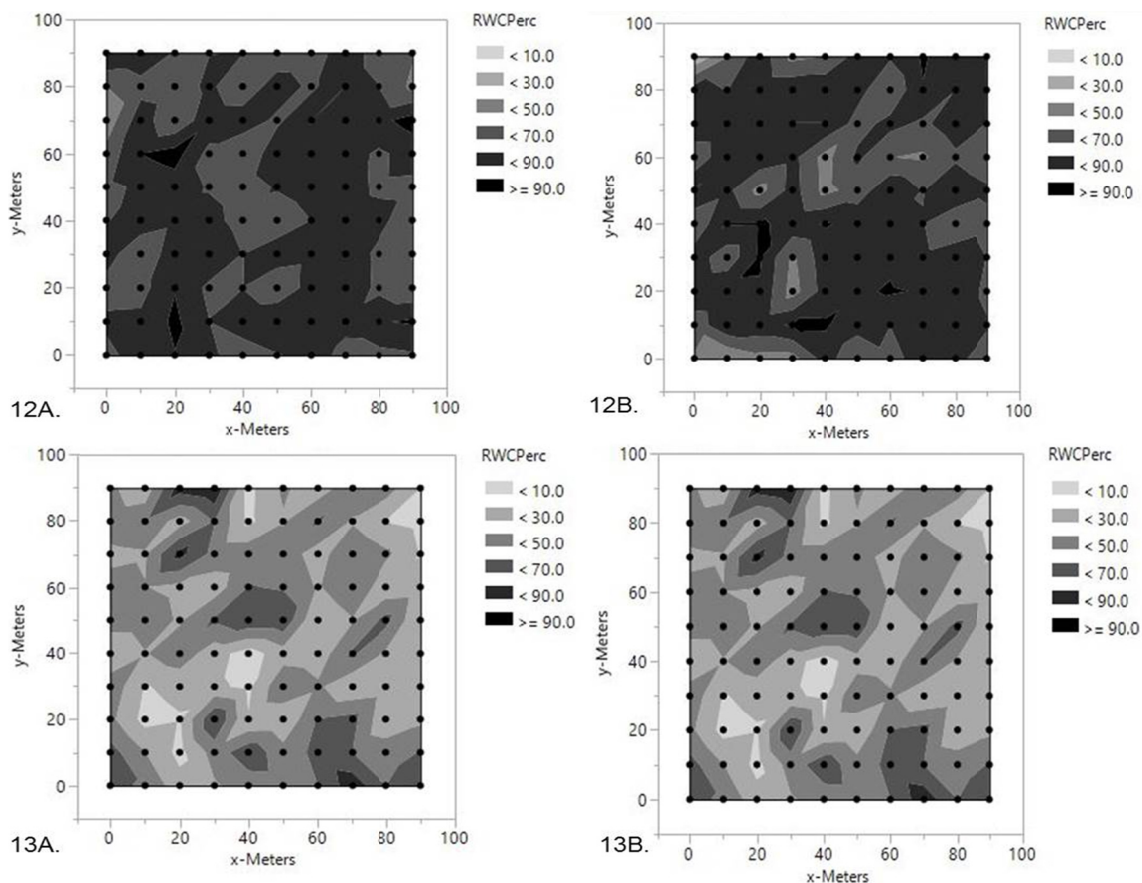 RWCPerc
< 10.0
< 30.0
< 50.0
< 70.0
< 90.0
>= 90.0
100
80
60
40
20
0
y-Meters
0 20 40 60 80 100
x-Meters
12A.
RWCPerc
< 10.0
< 30.0
< 50.0
< 70.0
< 90.0
>= 90.0
100
80
60
40
20
0
y-Meters
0 20 40 60 80 100
x-Meters
12B.
RWCPerc
< 10.0
< 30.0
< 50.0
< 70.0
< 90.0
>= 90.0
100
80
60
40
20
0
y-Meters
0 20 40 60 80 100
x-Meters
13A.
RWCPerc
< 10.0
< 30.0
< 50.0
< 70.0
< 90.0
>= 90.0
100
80
60
40
20
0
y-Meters
0 20 40 60 80 100
x-Meters
13B.